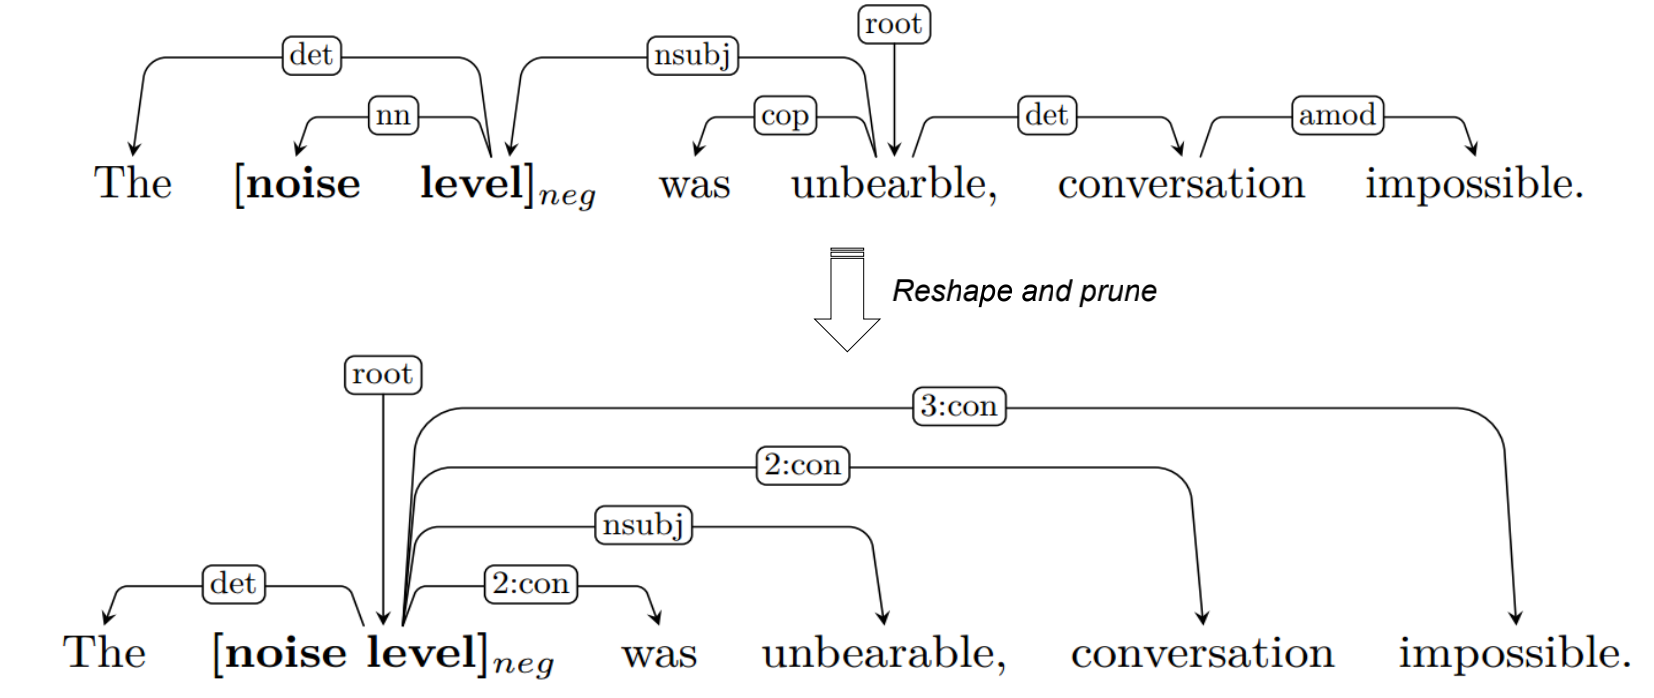 root
det nsubj
nn cop det amod
The [noise level]neg was unbearble, conversation impossible.
Reshape and prune
root
3:con
2:con
nsubj
det 2:con
The [noise level]neg was unbearable, conversation impossible.